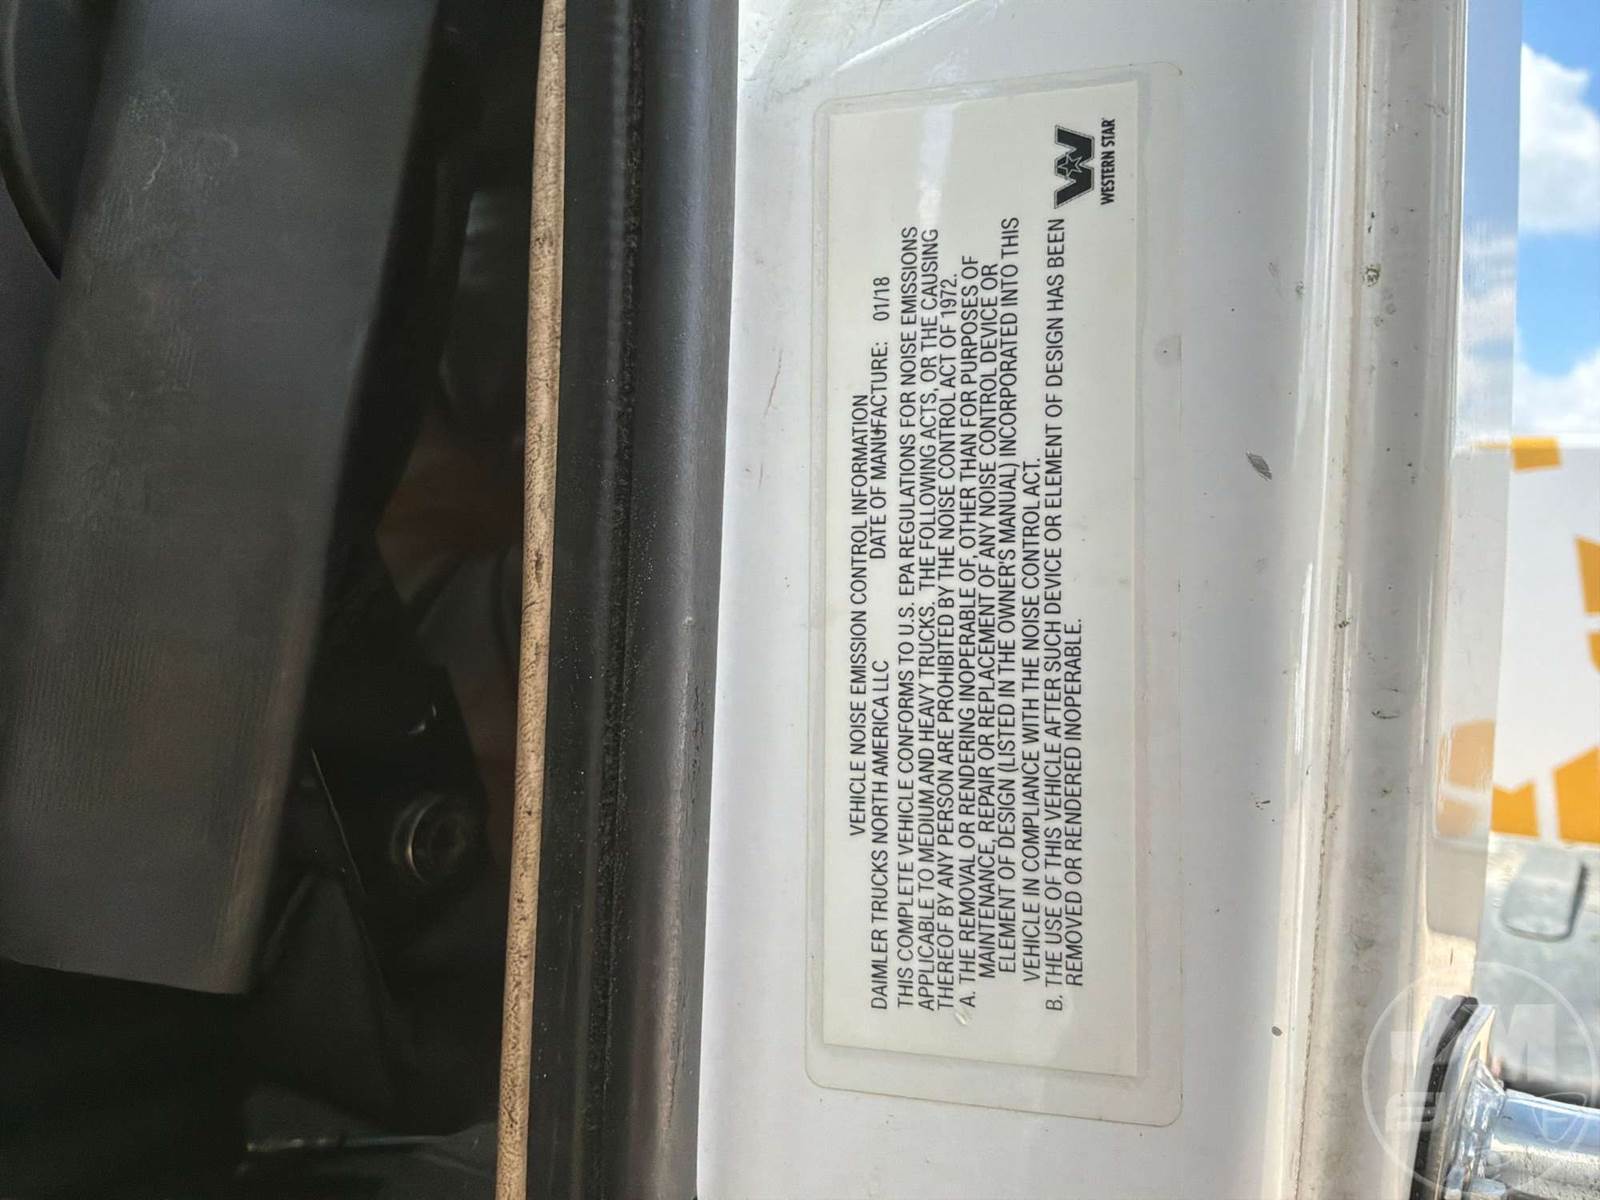 VEHICLE NOISE EMISSION CONTROL INFORMATION
DAIMLER TRUCKS NORTH AMERICA LLC DATE OF MANUFACTURE: 01/18
THIS COMPLETE VEHICLE CONFORMS TO U.S. EPA REGULATIONS FOR NOISE EMISSIONS
APPLICABLE TO MEDIUM AND HEAVY TRUCKS. THE FOLLOWING ACTS, OR THE CAUSING
THEREOF BY ANY PERSON ARE PROHIBITED BY THE NOISE CONTROL ACT OF 1972.
A. THE REMOVAL OR RENDERING INOPERABLE OF, OTHER THAN FOR PURPOSES OF
MAINTENANCE, REPAIR OR REPLACEMENT OF ANY NOISE CONTROL DEVICE OR
ELEMENT OF DESIGN (LISTED IN THE OWNER'S MANUAL) INCORPORATED INTO THIS
VEHICLE IN COMPLIANCE WITH THE NOISE CONTROL ACT.
B. THE USE OF THIS VEHICLE AFTER SUCH DEVICE OR ELEMENT OF DESIGN HAS BEEN
REMOVED OR RENDERED INOPERABLE.
WESTERN STAR